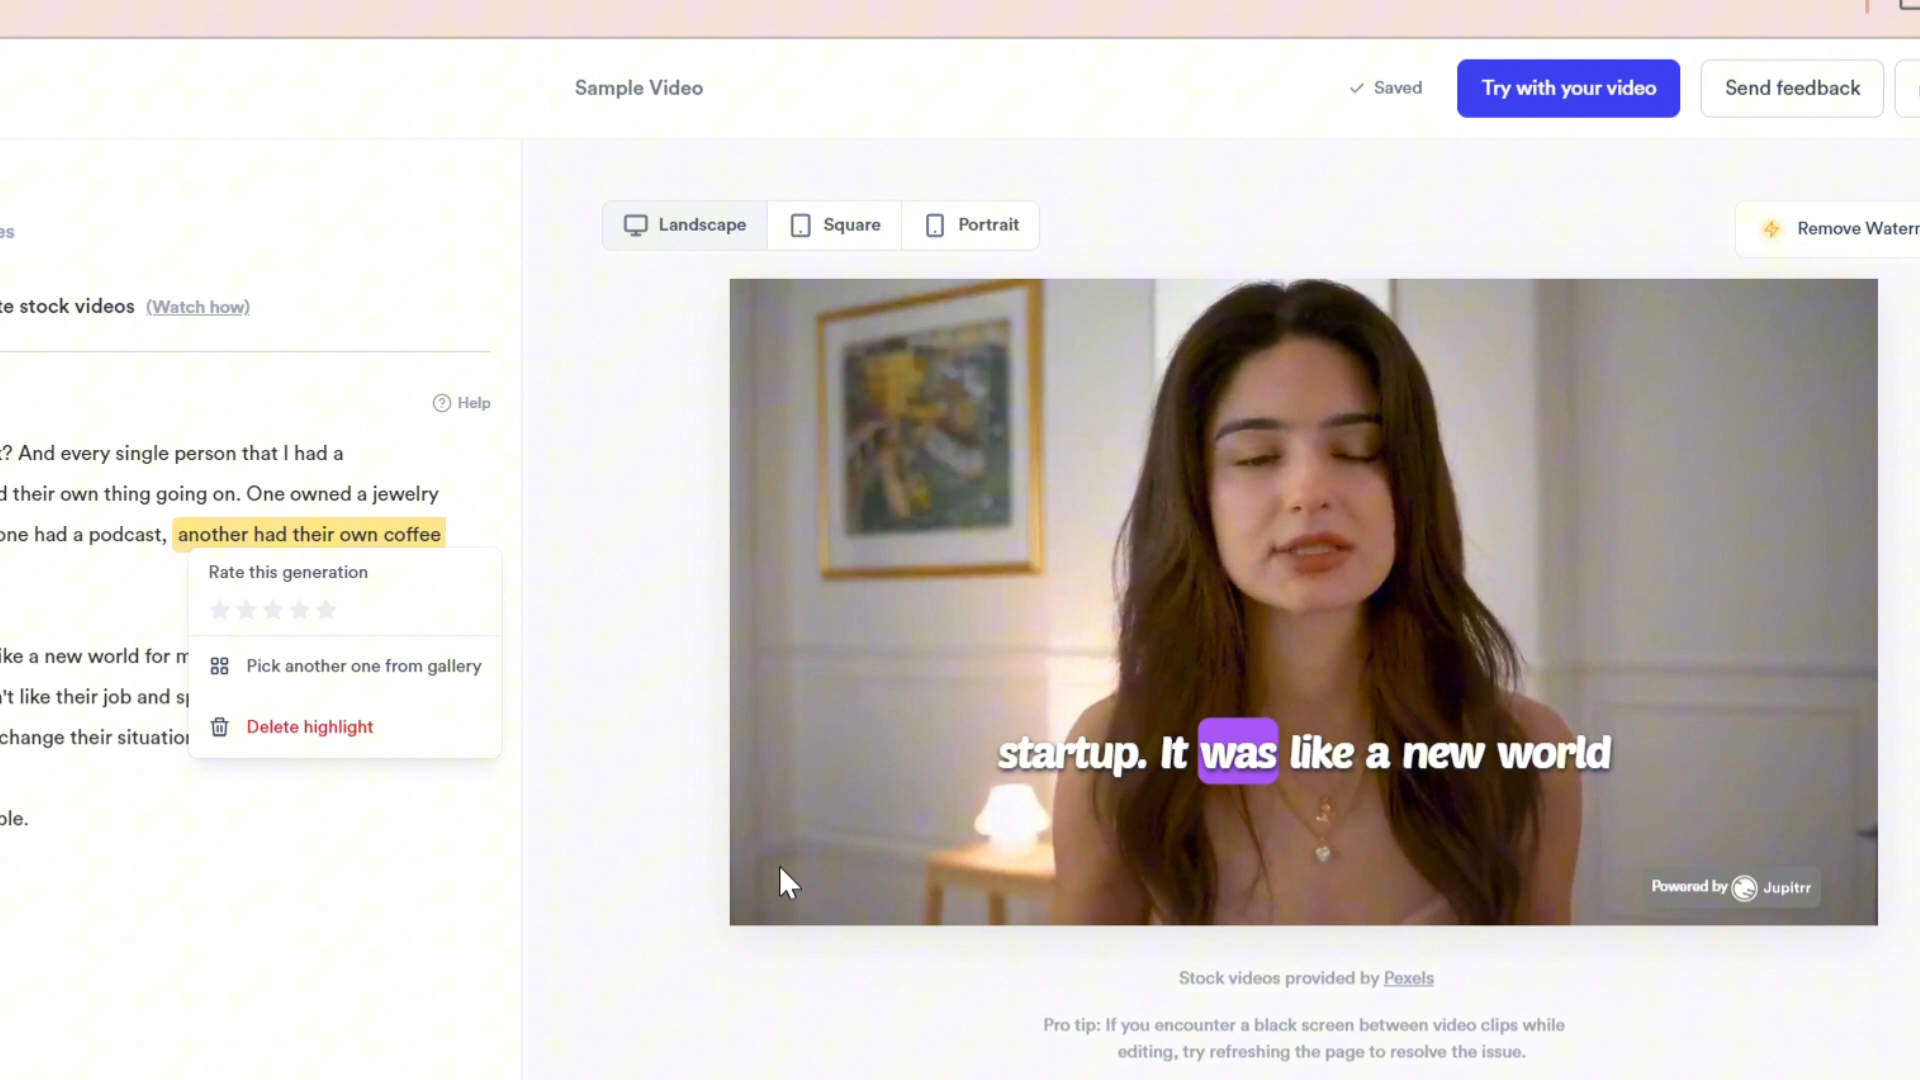 Sample Video
Saved
Try with your video
Send feedback
Landscape
Square
Portrait
Remove
te stock videos (Watch how)
Help
? And every single person that I had a
d their own thing going on. One owned a jewelry
one had a podcast, another had their own coffee
Rate this generation
ike a new world for
Pick another one from gallery
't like their job and
Delete highlight
change their
ple.
startup. It was like a new world
Powered by Jupitrr
Stock videos provided by Pexels
Pro tip: If you encounter a black screen between video clips while
editing, try refreshing the page to resolve the issue.